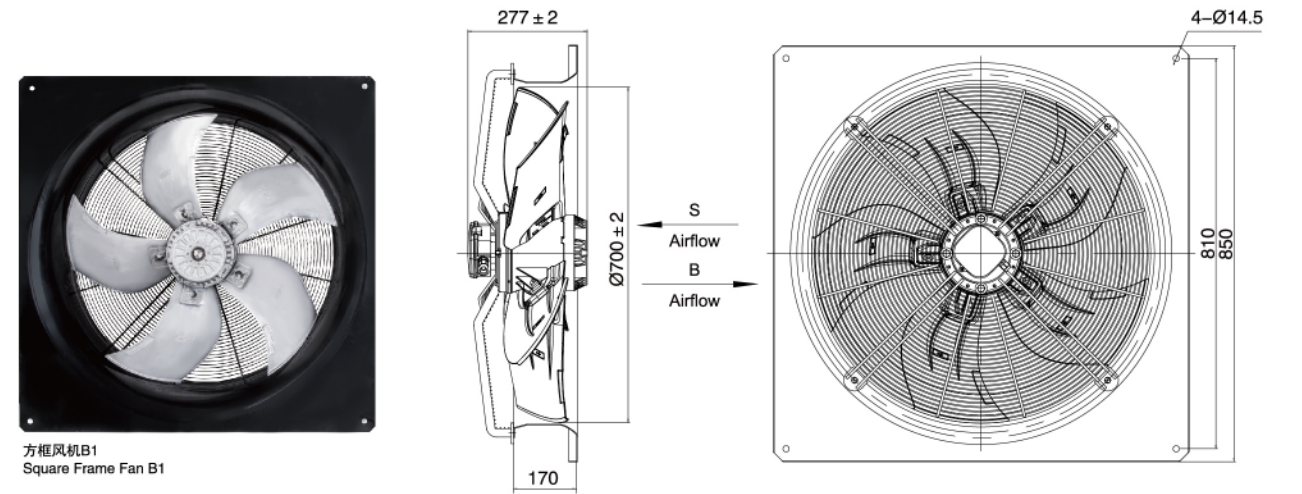 277±2
4-Ø14.5
S
Airflow
B
Airflow
Ø700±2
810
850
170
方框风机B1
Square Frame Fan B1